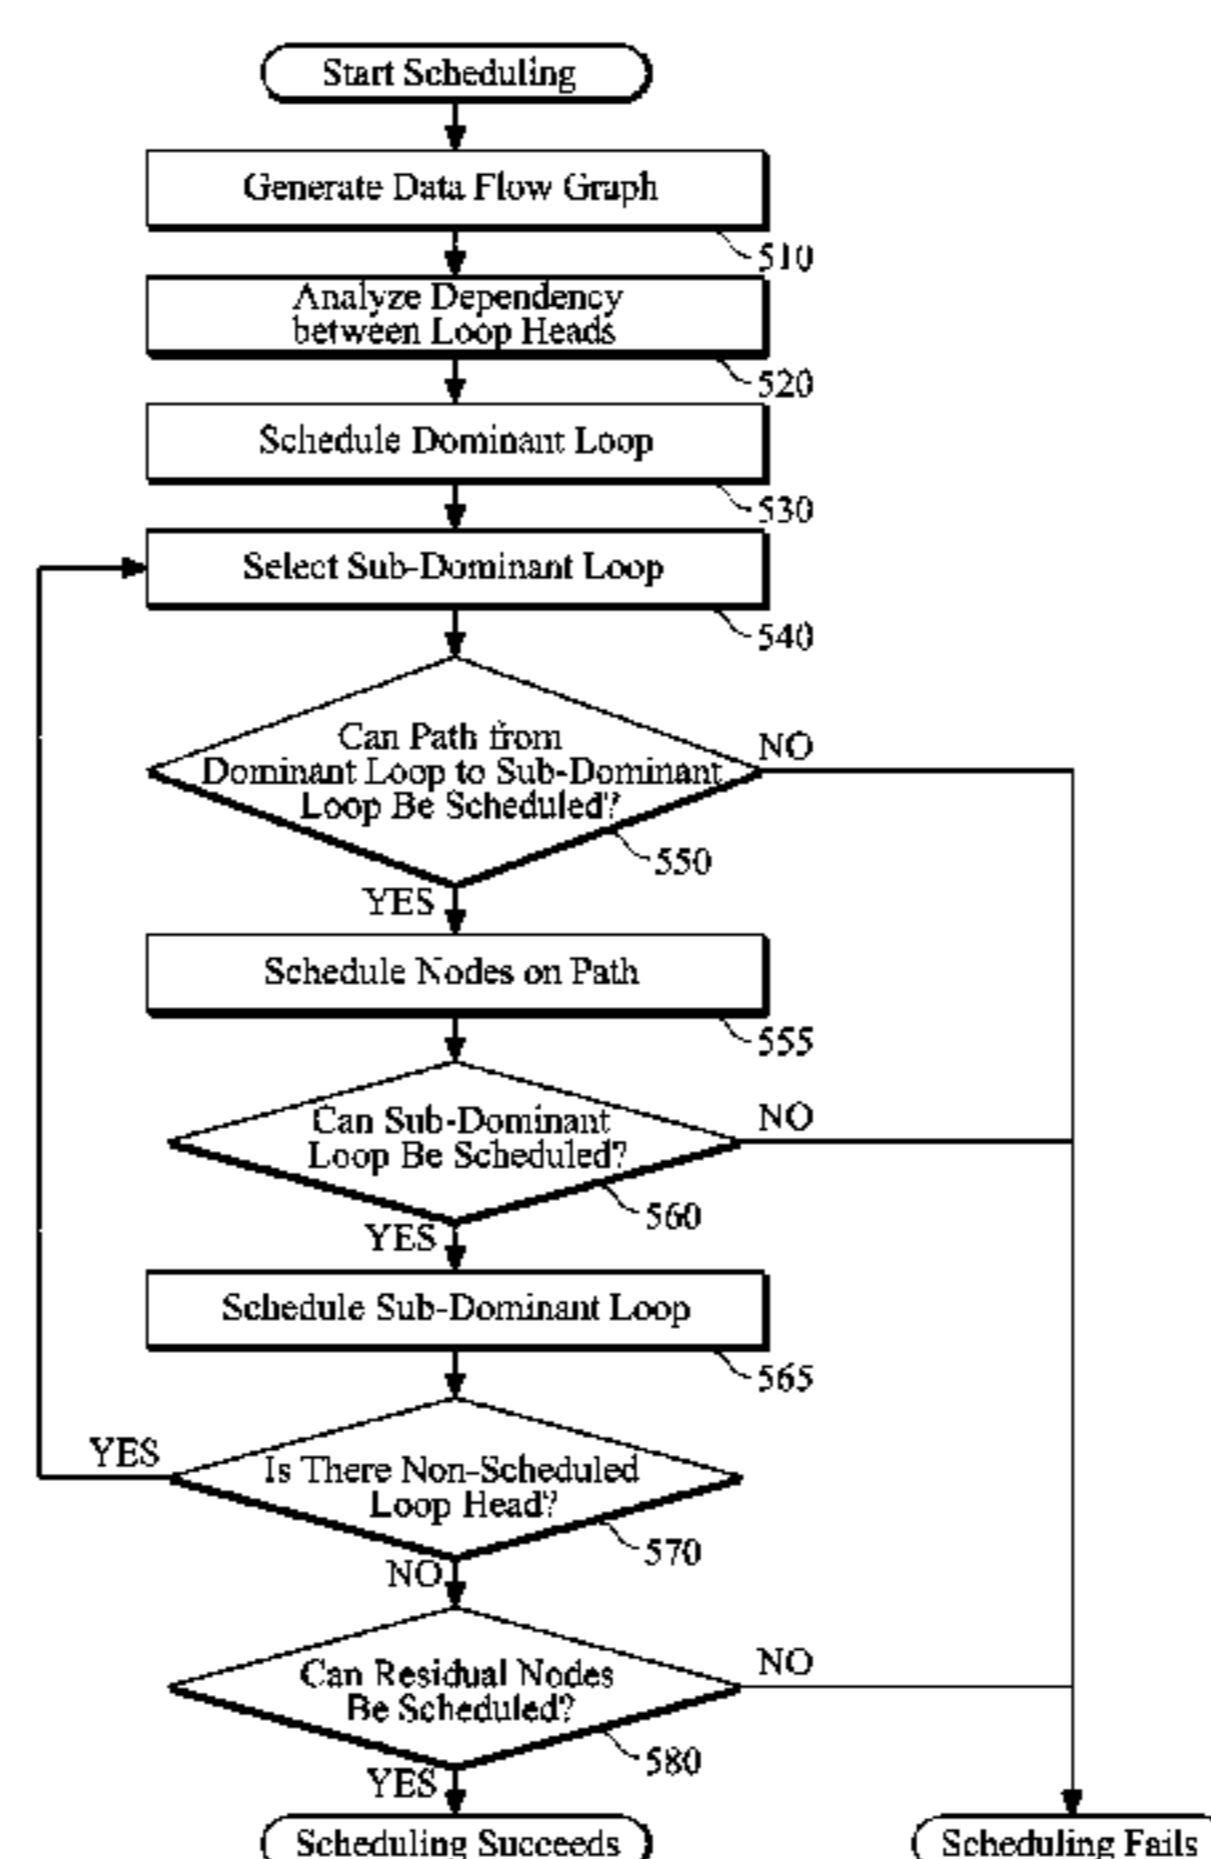 Start Scheduling
Generate Data Flow Graph
510
Analyze Dependency
between Loop Heads
520
Schedule Dominant Loop
530
Select Sub-Dominant Loop
540
Can Path from
Dominant Loop to Sub-Dominant
Loop Be Scheduled?
NO
550
YES
Schedule Nodes on Path
555
Can Sub-Dominant
Loop Be Scheduled?
NO
560
YES
Schedule Sub-Dominant Loop
565
YES
Is There Non-Scheduled
Loop Head?
570
NO
Can Residual Nodes
Be Scheduled?
NO
580
YES
Scheduling Succeeds
Scheduling Fails